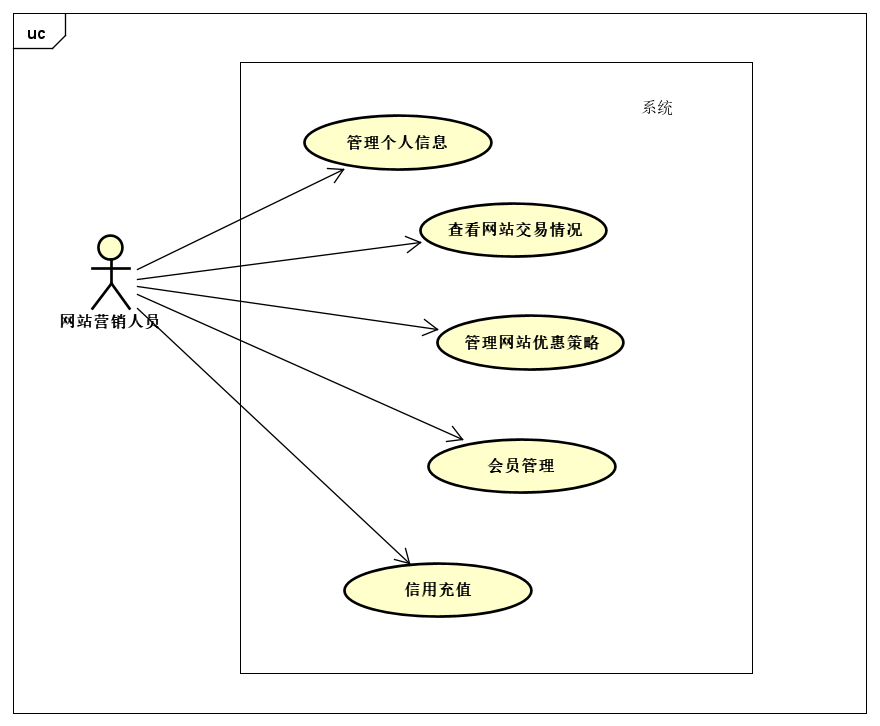 uc
系统
管理个人信息
查看网站交易情况
网站营销人员
管理网站优惠策略
会员管理
信用充值